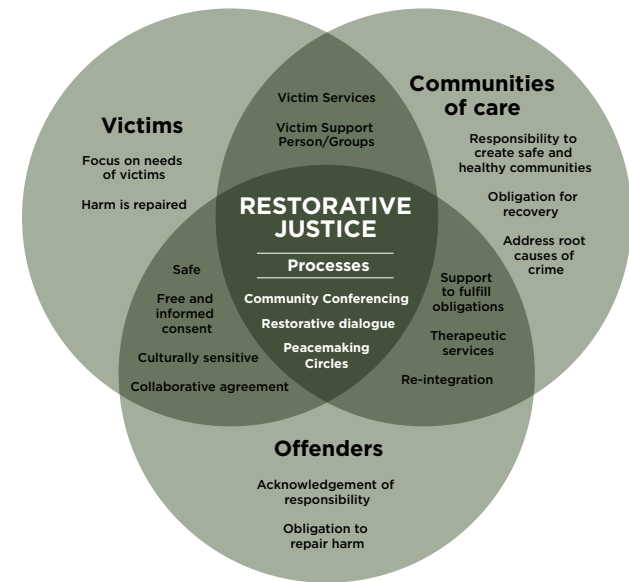 Victims
Focus on needs
of victims
Harm is repaired
Victim Services
Victim Support
Person/Groups
Communities
of care
Responsibility to
create safe and
healthy communities
Obligation for
recovery
Address root
causes of
crime
RESTORATIVE
JUSTICE
Processes
Community Conferencing
Restorative dialogue
Peacemaking
Circles
Safe
Free and
informed
consent
Culturally sensitive
Collaborative agreement
Support
to fulfill
obligations
Therapeutic
services
Re-integration
Offenders
Acknowledgement of
responsibility
Obligation to
repair harm